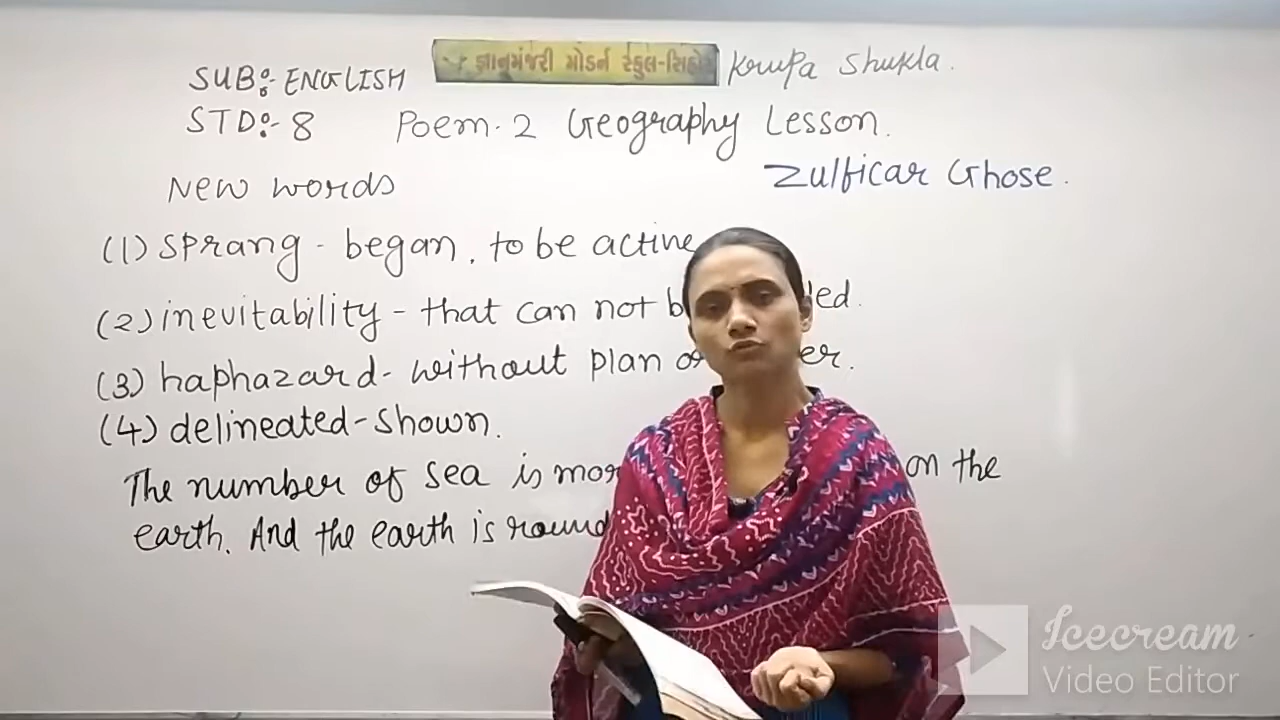 જ્ઞાનમંજરી મોડર્ન સ્કુલ-સિહોર
Krupa Shukla.
SUB:- ENGLISH
STD:- 8 Poem-2 Geography Lesson.
Zulficar Ghose.
New words
(1) sprang - began, to be active
(2) inevitability - that can not
(3) haphazard - without plan
(4) delineated - shown.
The number of sea is on the
earth. And the earth is round
Icecream
Video Editor